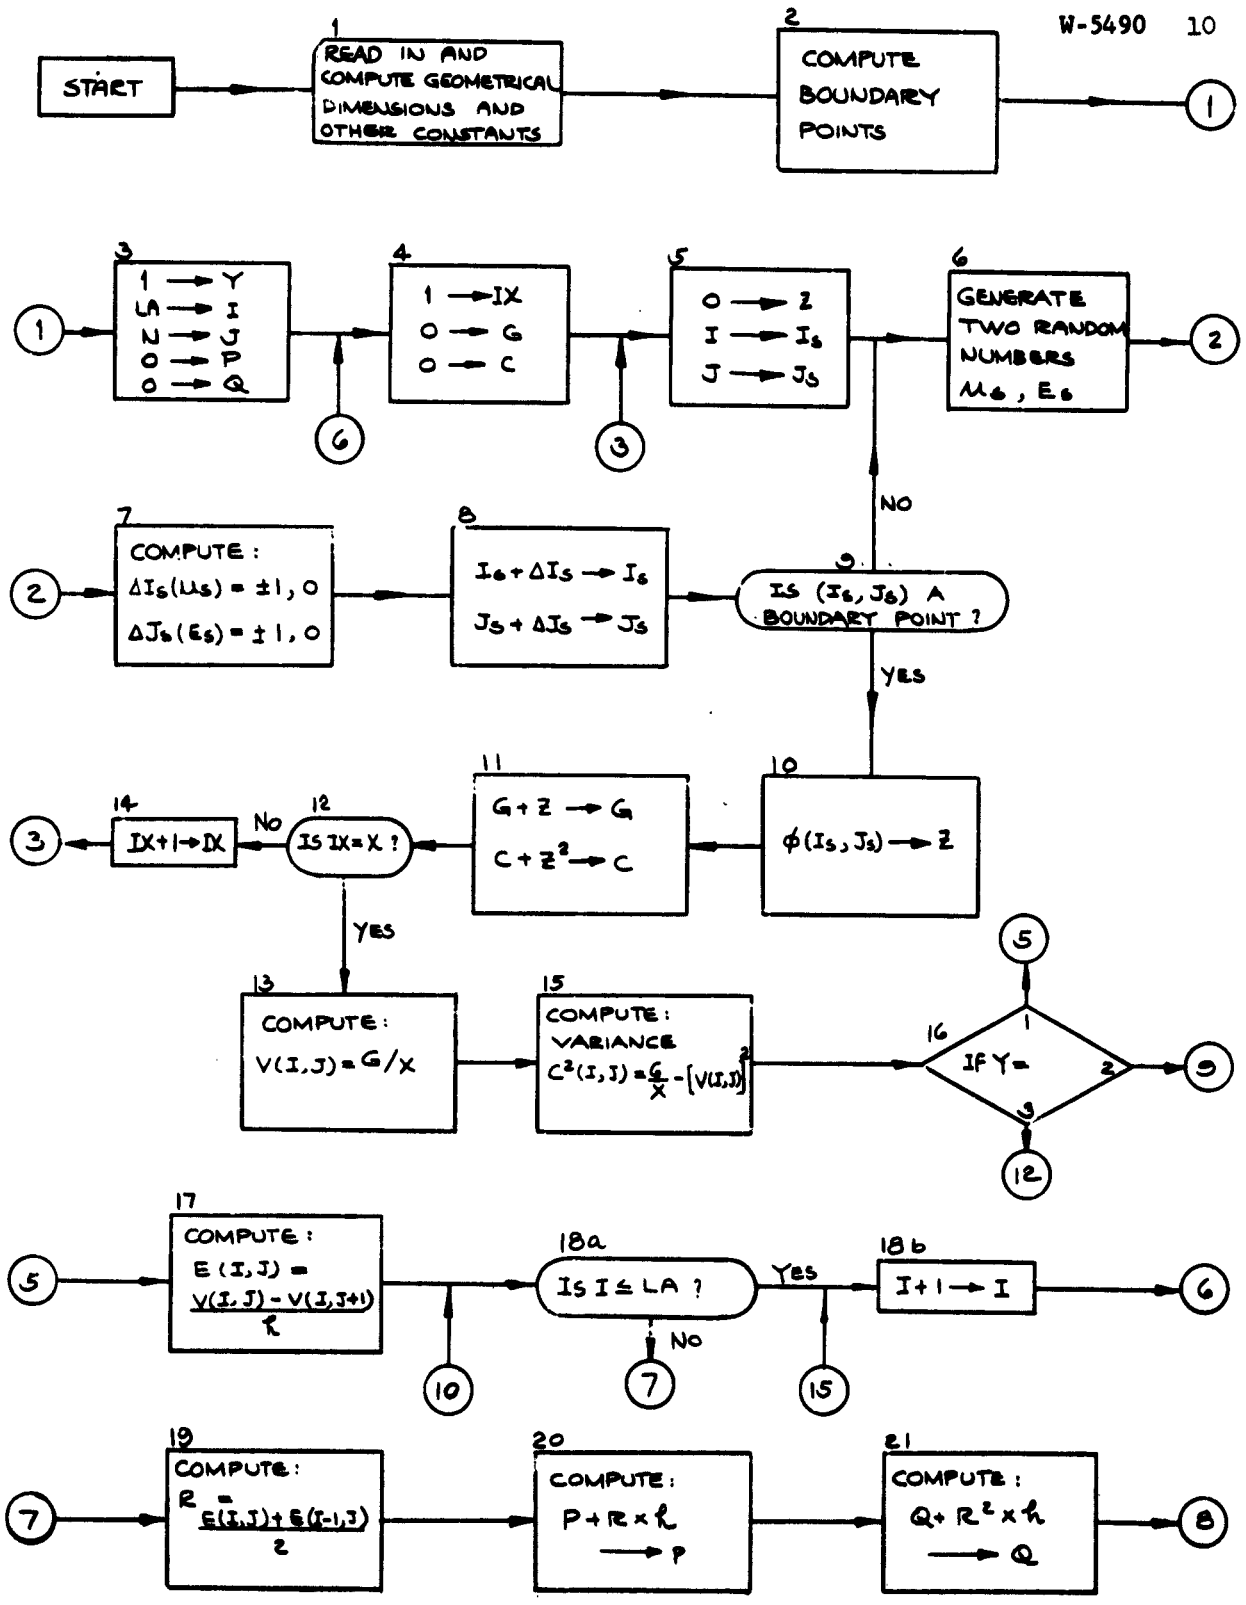 W-5490 10
START
1
READ IN AND
COMPUTE GEOMETRICAL
DIMENSIONS AND
OTHER CONSTANTS
2
COMPUTE
BOUNDARY
POINTS
1
1
3
1 → Y
LA → I
N → J
0 → P
0 → Q
6
4
1 → IX
0 → G
0 → C
3
5
0 → Z
I → Is
J → Js
6
GENERATE
TWO RANDOM
NUMBERS
Ms, Es
2
NO
2
7
COMPUTE:
ΔIs(Us) = ±1, 0
ΔJs(Es) = ±1, 0
8
Is + ΔIs → Is
Js + ΔJs → Js
9
IS (Is, Js) A
BOUNDARY POINT ?
YES
3
14
IX+1→IX
NO
12
IS IX = X ?
11
G + Z → G
C + Z² → C
10
φ(Is, Js) → Z
YES
13
COMPUTE:
V(I,J) = G/X
15
COMPUTE:
VARIANCE
C²(I,J) = G/X - [V(I,J)]²
16
IF Y =
1
2
3
5
9
12
5
17
COMPUTE:
E(I,J) =
V(I,J) - V(I,J+1)
h
10
18a
IS I ≤ LA ?
YES
NO
7
15
18b
I+1 → I
6
7
19
COMPUTE:
R =
E(I,J) + E(I-1,J)
2
20
COMPUTE:
P + R × h
→ P
21
COMPUTE:
Q + R² × h
→ Q
8